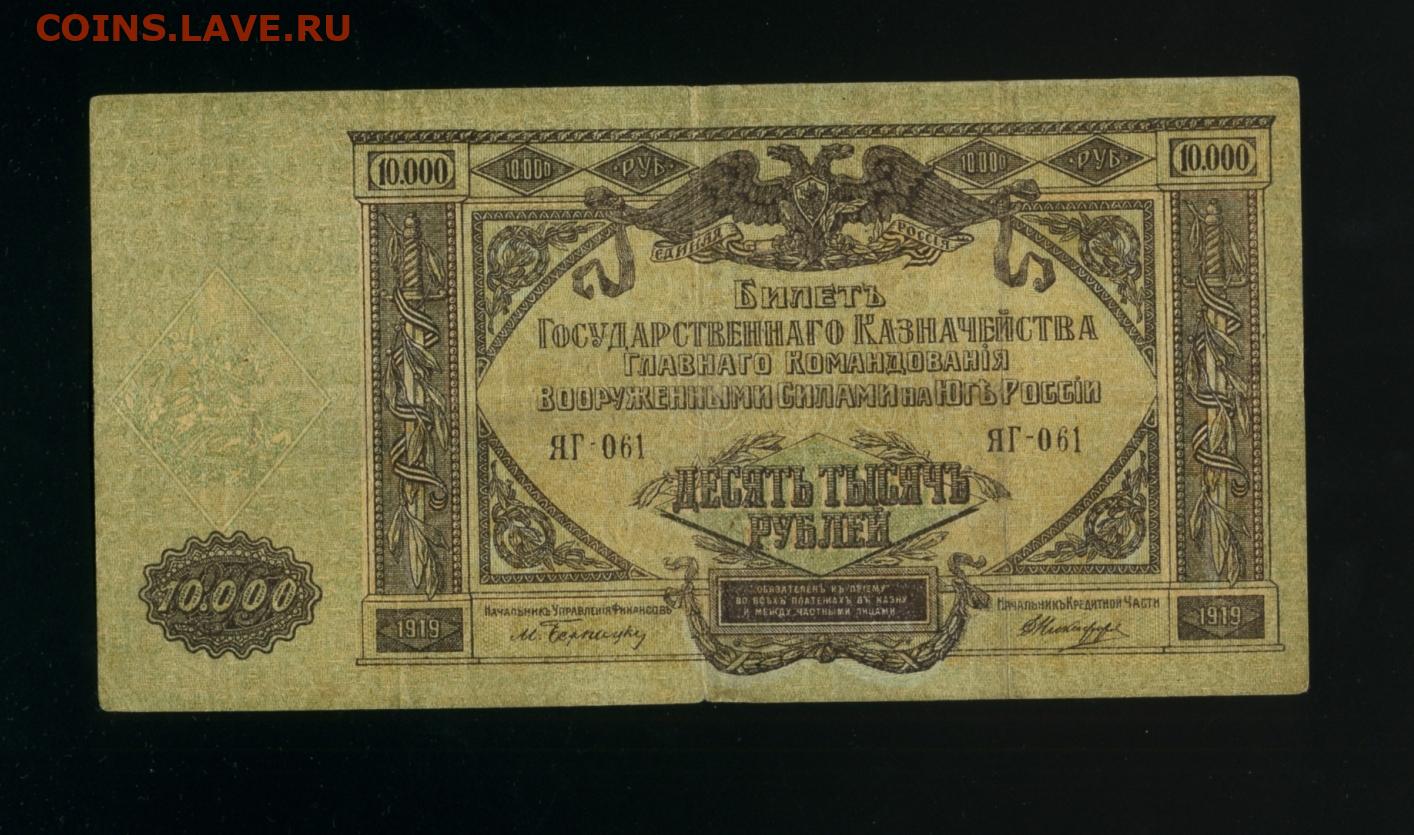 COINS.LAVE.RU
10.000 10.000 РУБ 10.000 РУБ 10.000
ЕДИНАЯ РОССІЯ
БИЛЕТЪ
ГОСУДАРСТВЕННАГО КАЗНАЧЕЙСТВА
ГЛАВНАГО КОМАНДОВАНІЯ
ВООРУЖЕННЫМИ СИЛАМИ НА ЮГѢ РОССІИ
ЯГ-061 ЯГ-061
ДЕСЯТЬ ТЫСЯЧЪ
РУБЛЕЙ
10.000
ОБЯЗАТЕЛЕНЪ КЪ ПРІЕМУ
ВО ВСѢХЪ ПЛАТЕЖАХЪ ВЪ КАЗНУ
И МЕЖДУ ЧАСТНЫМИ ЛИЦАМИ
НАЧАЛЬНИКЪ УПРАВЛЕНІЯ ФИНАНСОВЪ НАЧАЛЬНИКЪ КРЕДИТНОЙ ЧАСТИ
1919 М. Бернацкий 1919